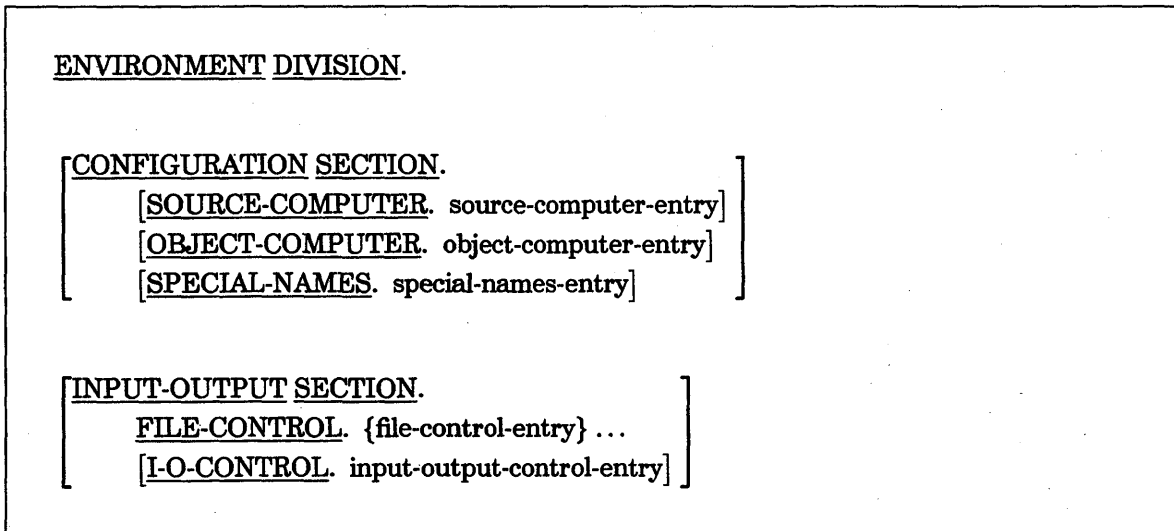 ENVIRONMENT DIVISION.
[CONFIGURATION SECTION.
[SOURCE-COMPUTER. source-computer-entry]
[OBJECT-COMPUTER. object-computer-entry]
[SPECIAL-NAMES. special-names-entry]]
[INPUT-OUTPUT SECTION.
FILE-CONTROL. {file-control-entry} ...
[I-O-CONTROL. input-output-control-entry]]